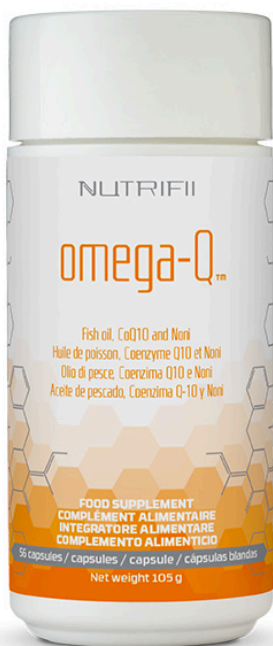 NUTRIFII
omega-Q™
Fish oil, CoQ10 and Noni
Huile de poisson, Coenzyme Q10 et Noni
Olio di pesce, Coenzima Q10 e Noni
Aceite de pescado, Coenzima Q-10 y Noni
FOOD SUPPLEMENT
COMPLÉMENT ALIMENTAIRE
INTEGRATORE ALIMENTARE
COMPLEMENTO ALIMENTICIO
56 capsules / capsules / capsule / cápsulas blandas
Net weight 105 g